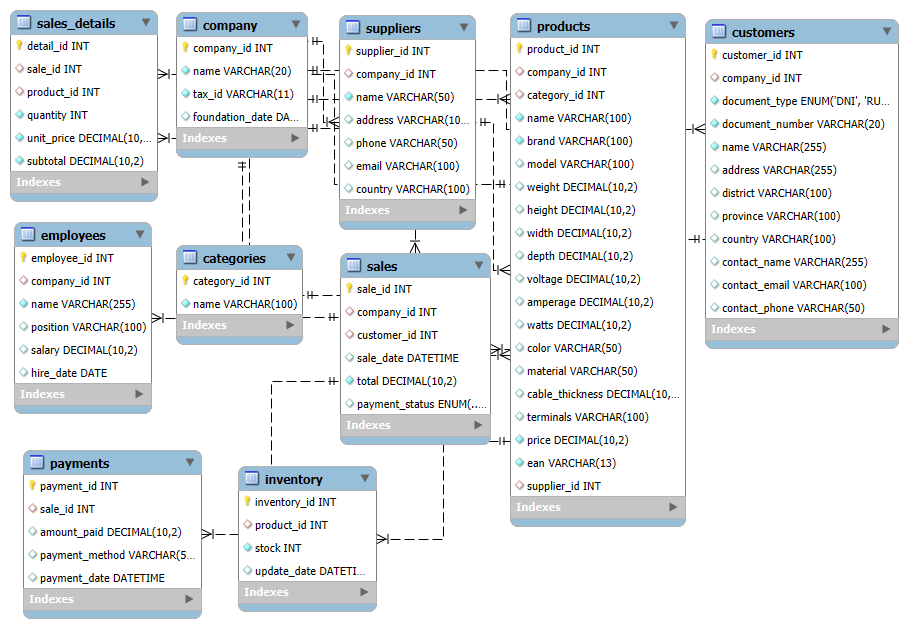 sales_details
detail_id INT
sale_id INT
product_id INT
quantity INT
unit_price DECIMAL(10,...
subtotal DECIMAL(10,2)
Indexes
company
company_id INT
name VARCHAR(20)
tax_id VARCHAR(11)
foundation_date DA...
Indexes
suppliers
supplier_id INT
company_id INT
name VARCHAR(50)
address VARCHAR(10...
phone VARCHAR(50)
email VARCHAR(100)
country VARCHAR(100)
Indexes
products
product_id INT
company_id INT
category_id INT
name VARCHAR(100)
brand VARCHAR(100)
model VARCHAR(100)
weight DECIMAL(10,2)
height DECIMAL(10,2)
width DECIMAL(10,2)
depth DECIMAL(10,2)
voltage DECIMAL(10,2)
amperage DECIMAL(10,2)
watts DECIMAL(10,2)
color VARCHAR(50)
material VARCHAR(50)
cable_thickness DECIMAL(10,...
terminals VARCHAR(100)
price DECIMAL(10,2)
ean VARCHAR(13)
supplier_id INT
Indexes
customers
customer_id INT
company_id INT
document_type ENUM('DNI', 'RU...
document_number VARCHAR(20)
name VARCHAR(255)
address VARCHAR(255)
district VARCHAR(100)
province VARCHAR(100)
country VARCHAR(100)
contact_name VARCHAR(255)
contact_email VARCHAR(100)
contact_phone VARCHAR(50)
Indexes
employees
employee_id INT
company_id INT
name VARCHAR(255)
position VARCHAR(100)
salary DECIMAL(10,2)
hire_date DATE
Indexes
categories
category_id INT
name VARCHAR(100)
Indexes
sales
sale_id INT
company_id INT
customer_id INT
sale_date DATETIME
total DECIMAL(10,2)
payment_status ENUM(...
Indexes
payments
payment_id INT
sale_id INT
amount_paid DECIMAL(10,2)
payment_method VARCHAR(5...
payment_date DATETIME
Indexes
inventory
inventory_id INT
product_id INT
stock INT
update_date DATETI...
Indexes